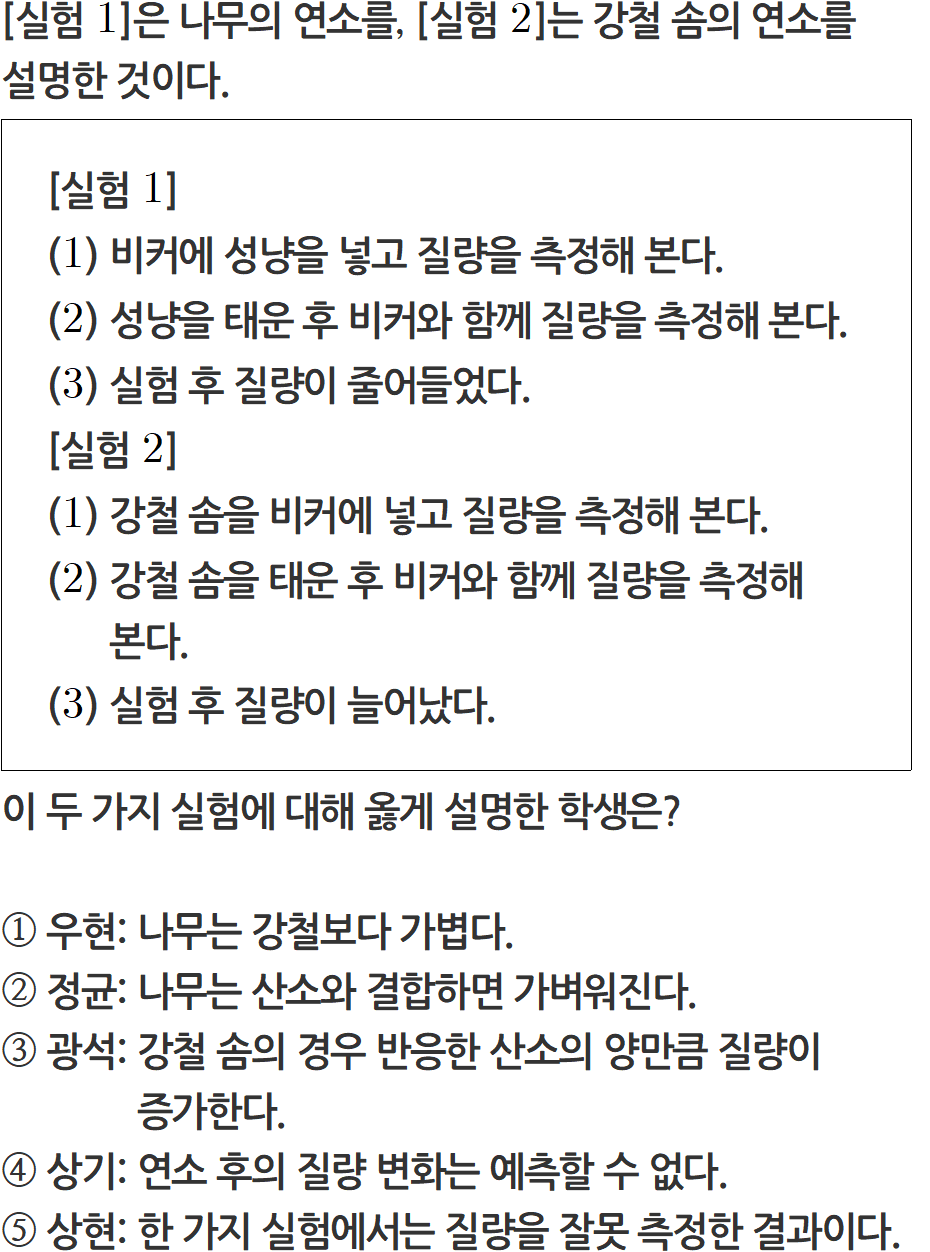 [실험 1]은 나무의 연소를, [실험 2]는 강철 솜의 연소를
설명한 것이다.
[실험 1]
(1) 비커에 성냥을 넣고 질량을 측정해 본다.
(2) 성냥을 태운 후 비커와 함께 질량을 측정해 본다.
(3) 실험 후 질량이 줄어들었다.
[실험 2]
(1) 강철 솜을 비커에 넣고 질량을 측정해 본다.
(2) 강철 솜을 태운 후 비커와 함께 질량을 측정해
본다.
(3) 실험 후 질량이 늘어났다.
이 두 가지 실험에 대해 옳게 설명한 학생은?
① 우현: 나무는 강철보다 가볍다.
② 정균: 나무는 산소와 결합하면 가벼워진다.
③ 광석: 강철 솜의 경우 반응한 산소의 양만큼 질량이
증가한다.
④ 상기: 연소 후의 질량 변화는 예측할 수 없다.
⑤ 상현: 한 가지 실험에서는 질량을 잘못 측정한 결과이다.